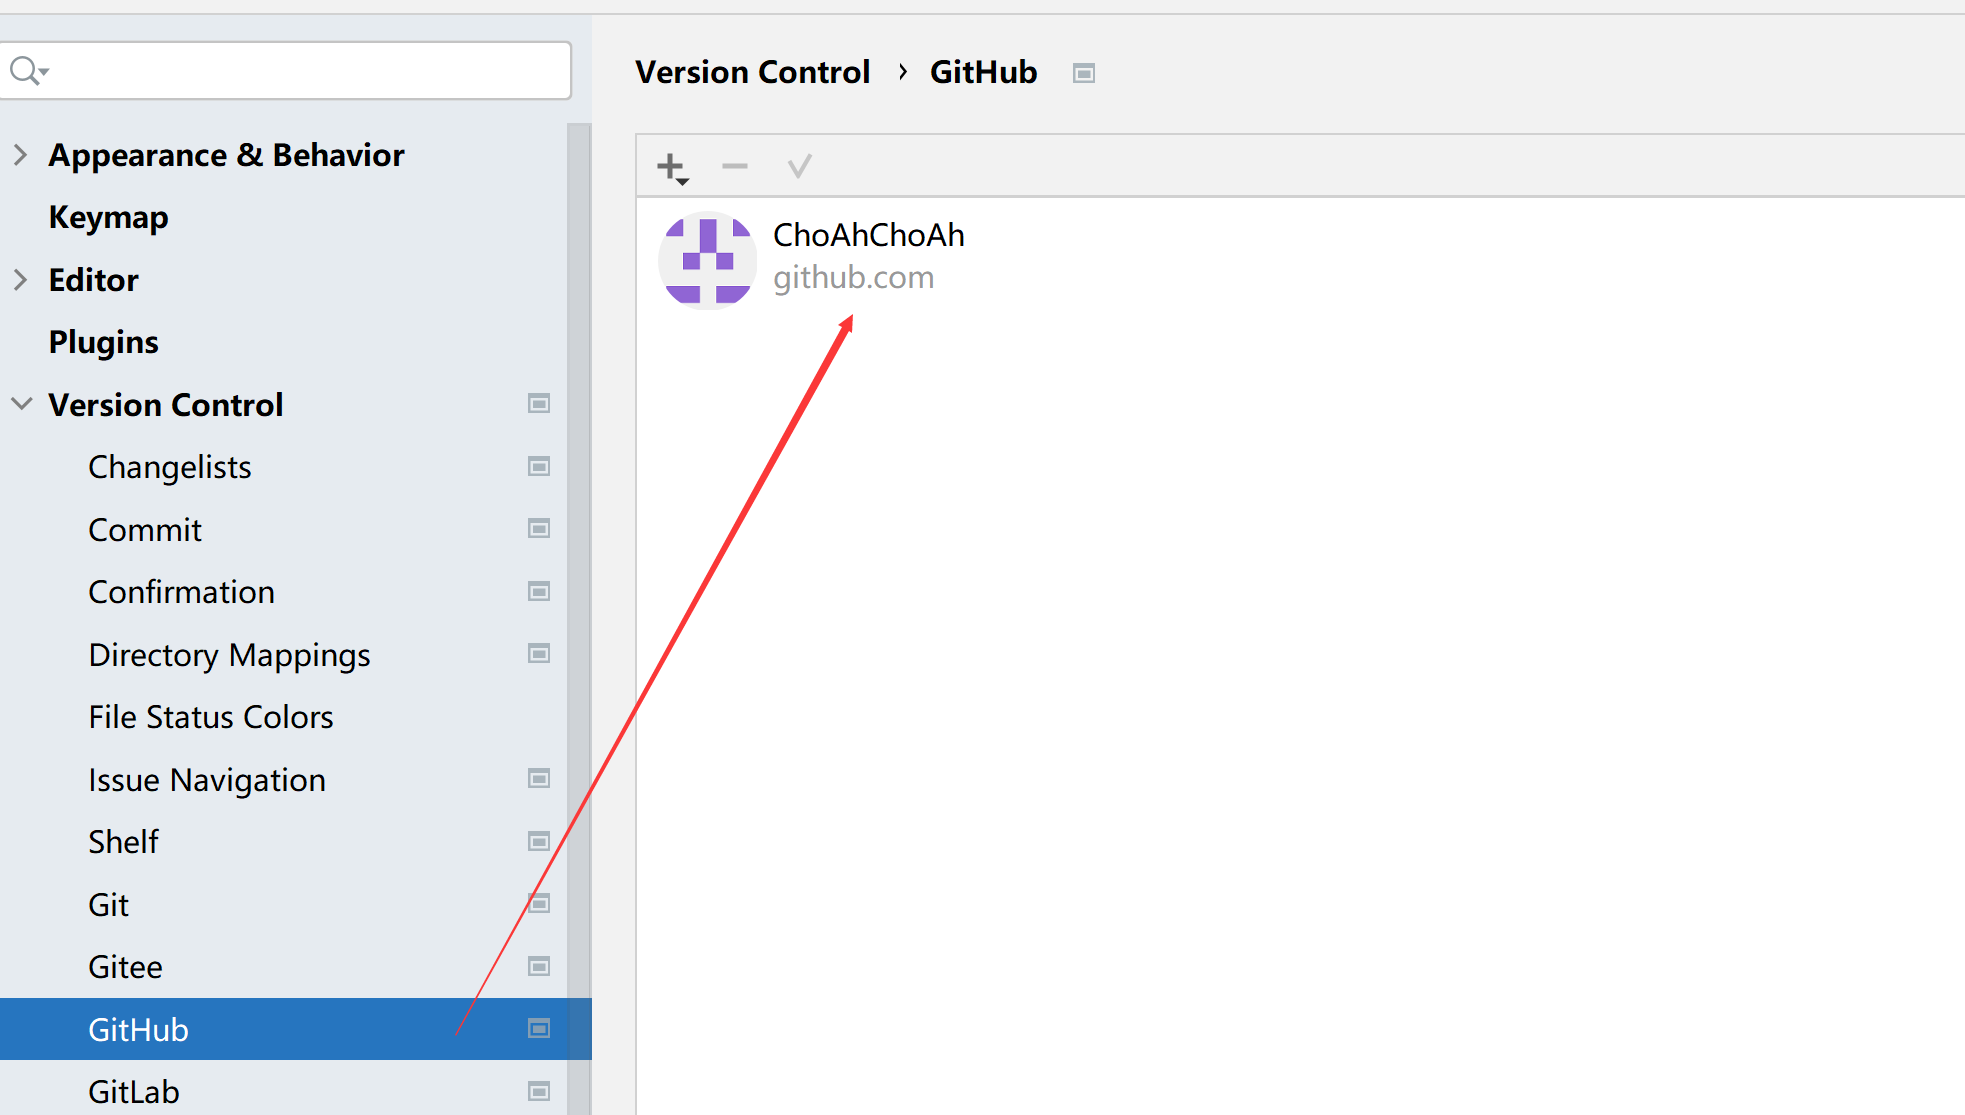 Version Control › GitHub
Appearance & Behavior
Keymap
Editor
Plugins
Version Control
Changelists
Commit
Confirmation
Directory Mappings
File Status Colors
Issue Navigation
Shelf
Git
Gitee
GitHub
GitLab
ChoAhChoAh
github.com